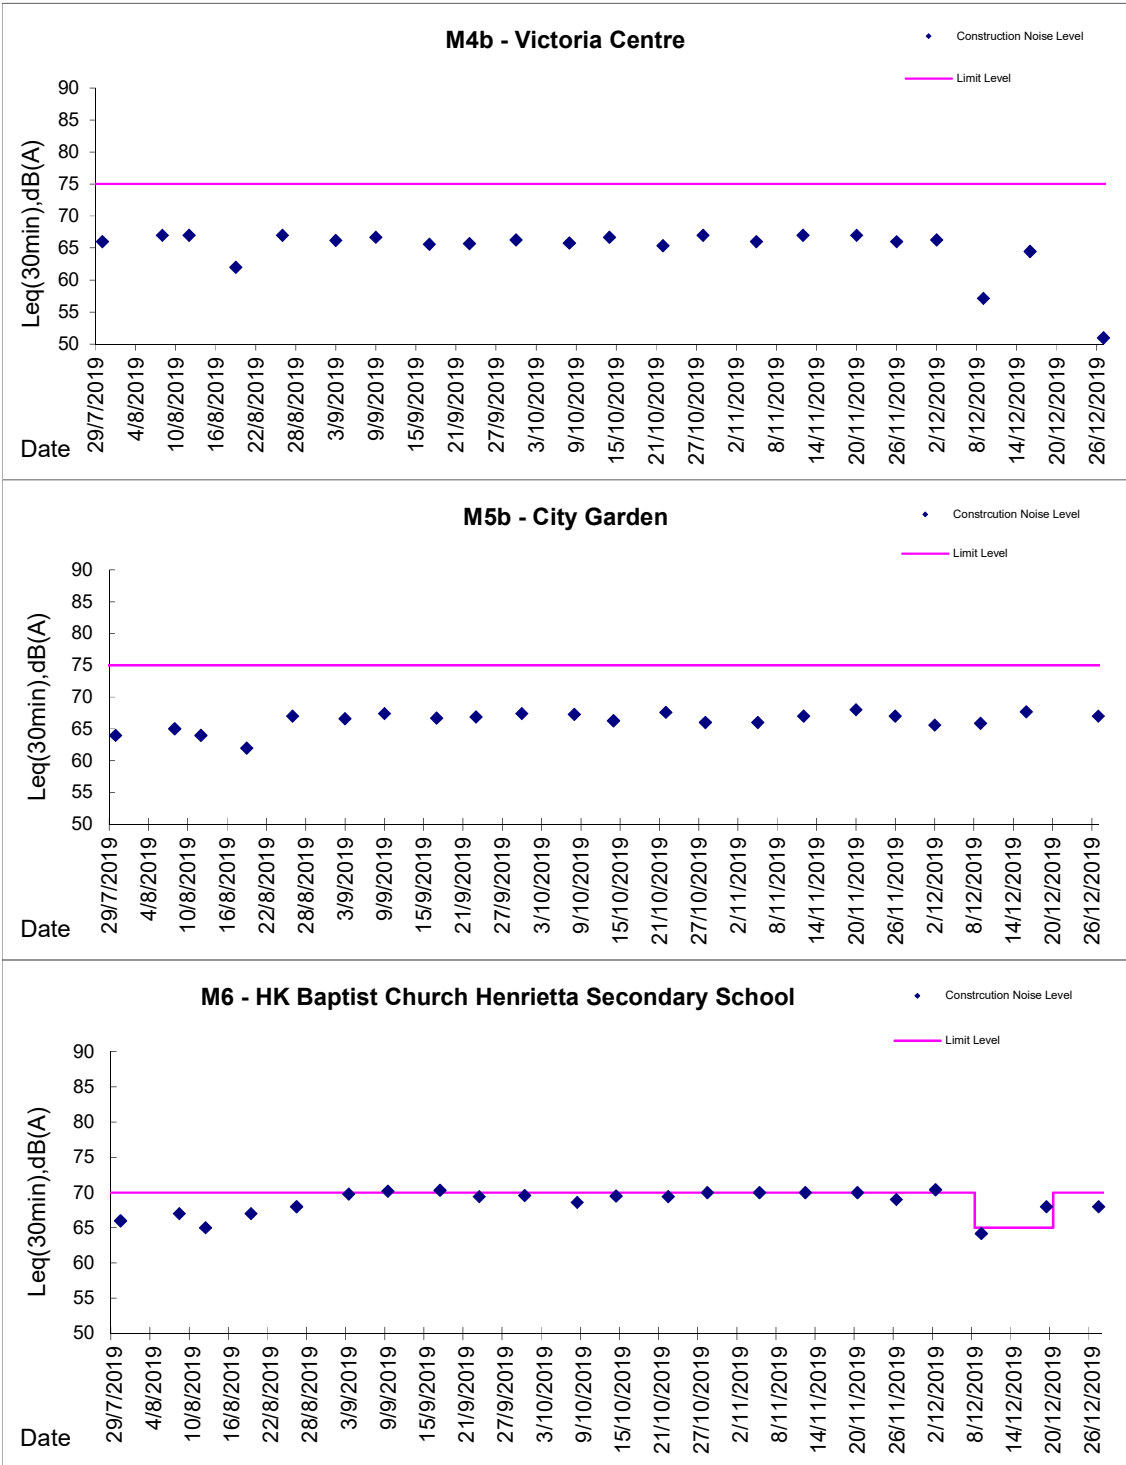 M4b - Victoria Centre
Construction Noise Level
Limit Level
Leq(30min),dB(A)
90
85
80
75
70
65
60
55
50
29/7/2019 4/8/2019 10/8/2019 16/8/2019 22/8/2019 28/8/2019 3/9/2019 9/9/2019 15/9/2019 21/9/2019 27/9/2019 3/10/2019 9/10/2019 15/10/2019 21/10/2019 27/10/2019 2/11/2019 8/11/2019 14/11/2019 20/11/2019 26/11/2019 2/12/2019 8/12/2019 14/12/2019 20/12/2019 26/12/2019
Date
M5b - City Garden
Constrcution Noise Level
Limit Level
Leq(30min),dB(A)
90
85
80
75
70
65
60
55
50
29/7/2019 4/8/2019 10/8/2019 16/8/2019 22/8/2019 28/8/2019 3/9/2019 9/9/2019 15/9/2019 21/9/2019 27/9/2019 3/10/2019 9/10/2019 15/10/2019 21/10/2019 27/10/2019 2/11/2019 8/11/2019 14/11/2019 20/11/2019 26/11/2019 2/12/2019 8/12/2019 14/12/2019 20/12/2019 26/12/2019
Date
M6 - HK Baptist Church Henrietta Secondary School
Constrcution Noise Level
Limit Level
Leq(30min),dB(A)
90
85
80
75
70
65
60
55
50
29/7/2019 4/8/2019 10/8/2019 16/8/2019 22/8/2019 28/8/2019 3/9/2019 9/9/2019 15/9/2019 21/9/2019 27/9/2019 3/10/2019 9/10/2019 15/10/2019 21/10/2019 27/10/2019 2/11/2019 8/11/2019 14/11/2019 20/11/2019 26/11/2019 2/12/2019 8/12/2019 14/12/2019 20/12/2019 26/12/2019
Date